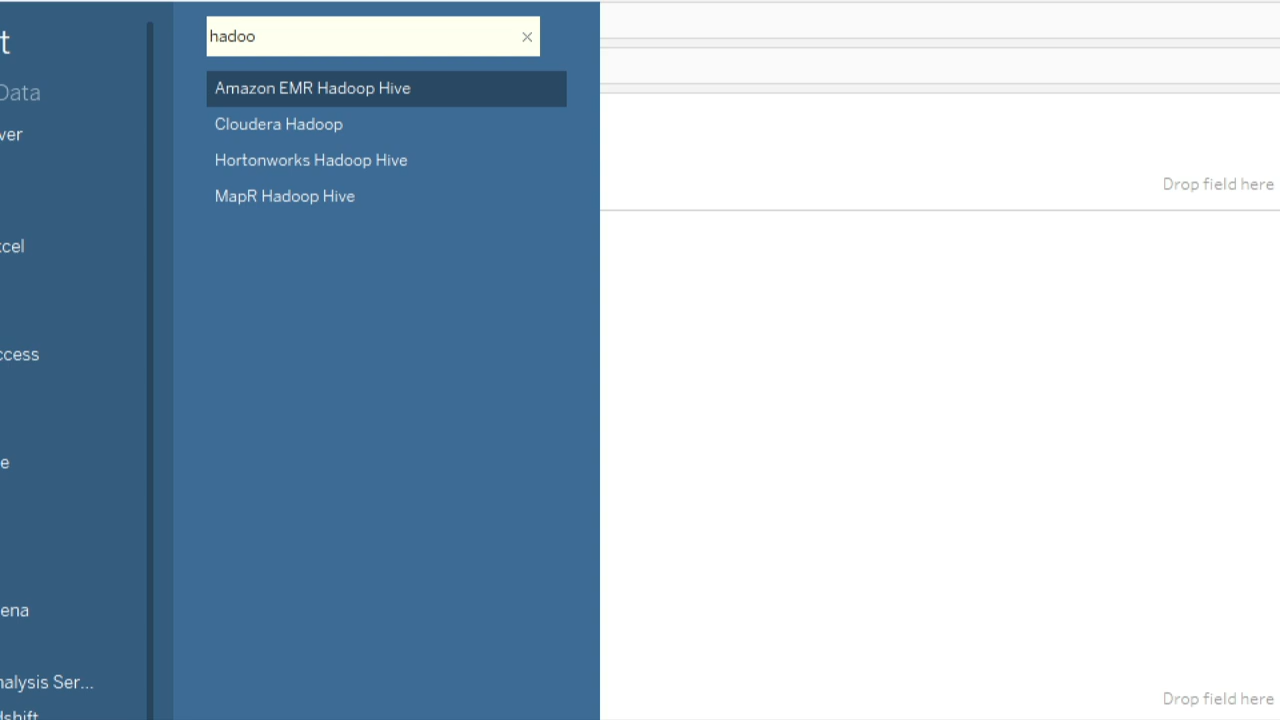 t
Data
ver
cel
ccess
e
ena
nalysis Ser...
dshift
hadoo
Amazon EMR Hadoop Hive
Cloudera Hadoop
Hortonworks Hadoop Hive
MapR Hadoop Hive
Drop field here
Drop field here